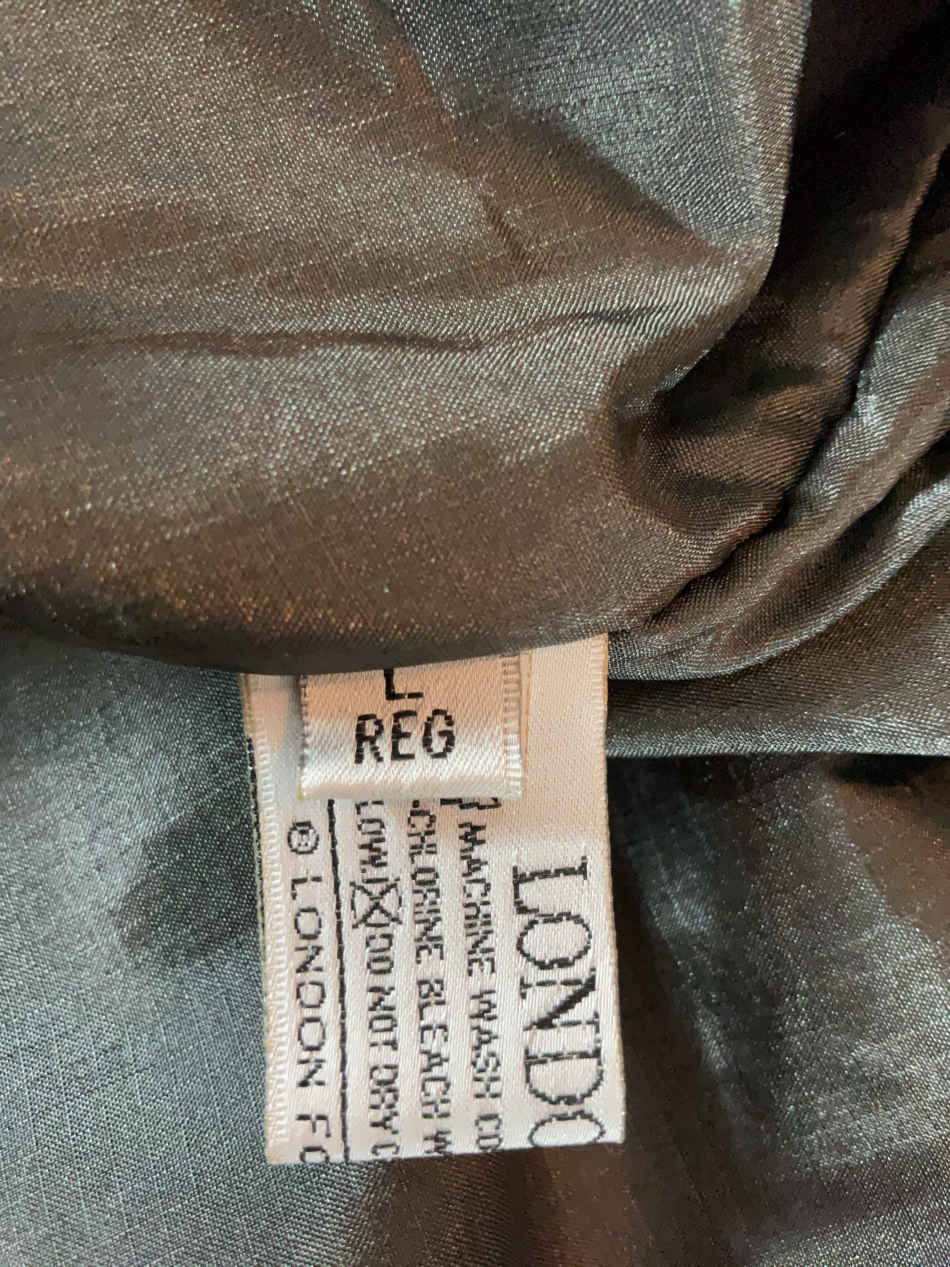 L
REG
LONDO
MACHINE WASH CO
CHLORINE BLEACH W
LOW. DO NOT DRY C
© LONDON FO